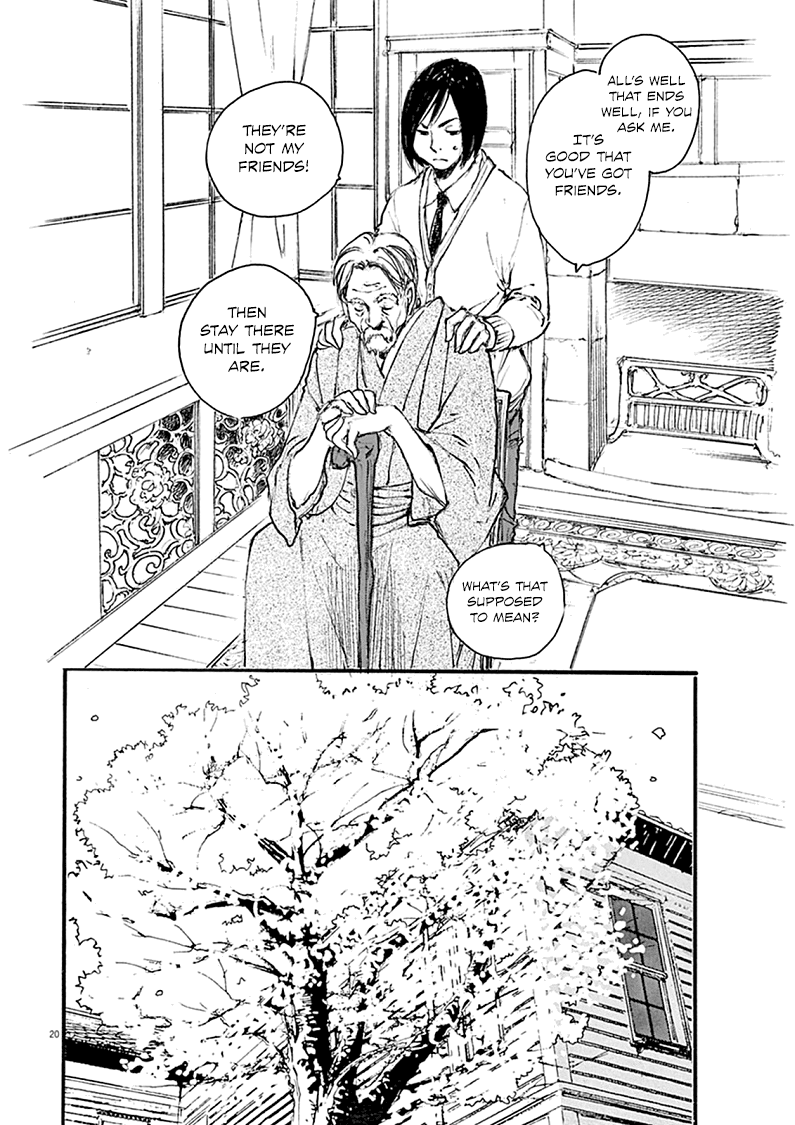 ALL'S WELL
THAT ENDS
WELL, IF YOU
ASK ME.
IT'S
GOOD THAT
YOU'VE GOT
FRIENDS.
THEY'RE
NOT MY
FRIENDS!
THEN
STAY THERE
UNTIL THEY
ARE.
WHAT'S THAT
SUPPOSED
TO MEAN?
20